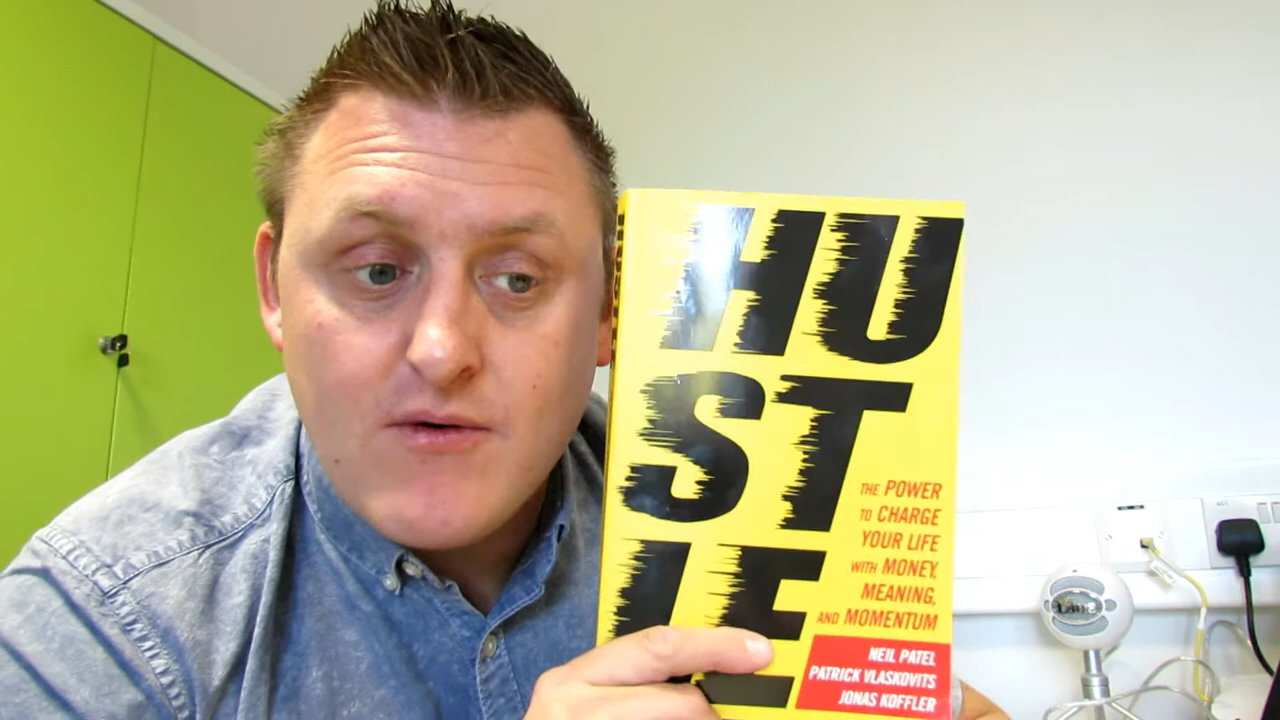 HU
ST
LE
THE POWER
TO CHARGE
YOUR LIFE
WITH MONEY,
MEANING,
AND MOMENTUM
NEIL PATEL
PATRICK VLASKOVITS
JONAS KOFFLER